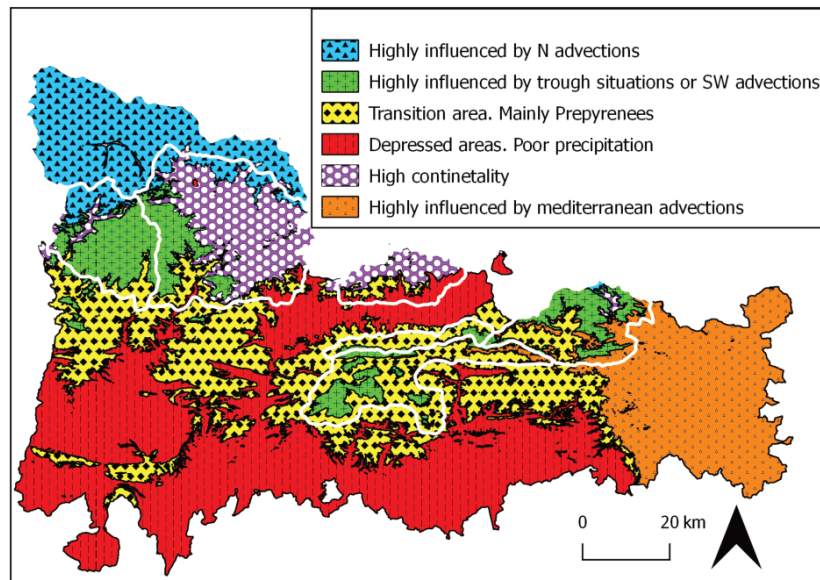 Highly influenced by N advections
Highly influenced by trough situations or SW advections
Transition area. Mainly Prepyrenees
Depressed areas. Poor precipitation
High continetality
Highly influenced by mediterranean advections
0 20 km